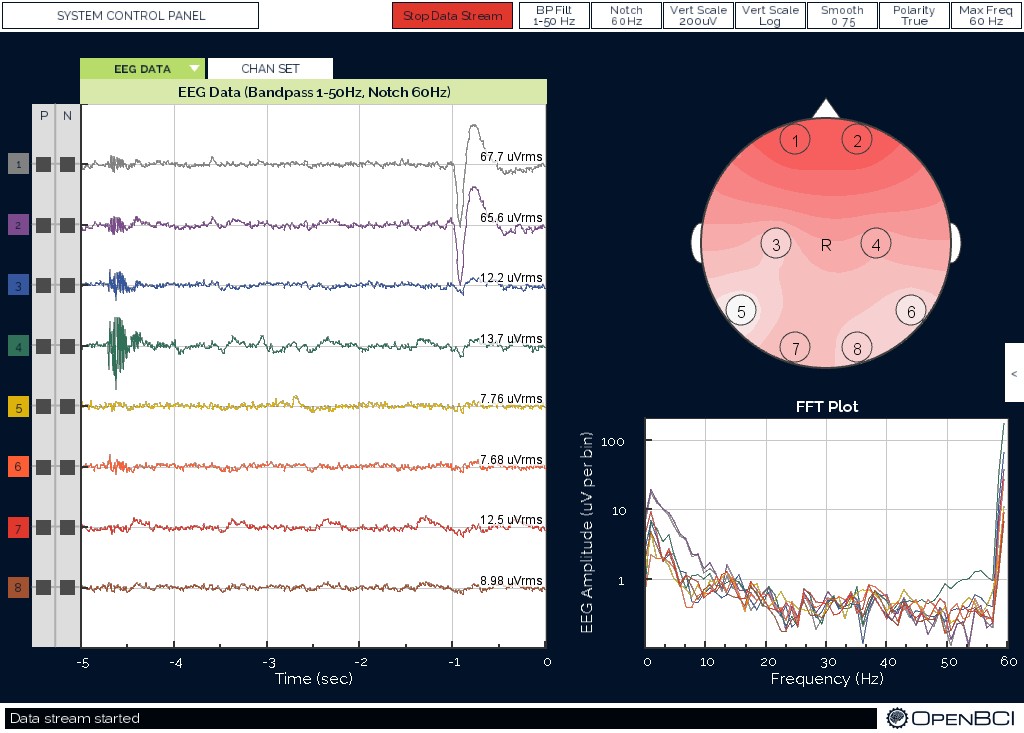 SYSTEM CONTROL PANEL
Stop Data Stream
BP Filt
1-50 Hz
Notch
60Hz
Vert Scale
200uV
Vert Scale
Log
Smooth
0 75
Polarity
True
Max Freq
60 Hz
EEG DATA
CHAN SET
EEG Data (Bandpass 1-50Hz, Notch 60Hz)
P N
1
67.7 uVrms
2
65.6 uVrms
3
12.2 uVrms
4
13.7 uVrms
5
7.76 uVrms
6
7.68 uVrms
7
12.5 uVrms
8
8.98 uVrms
-5 -4 -3 -2 -1 0
Time (sec)
1 2
3 R 4
5 6
7 8
<
FFT Plot
EEG Amplitude (uV per bin)
100
10
1
0 10 20 30 40 50 60
Frequency (Hz)
Data stream started
OPENBCI